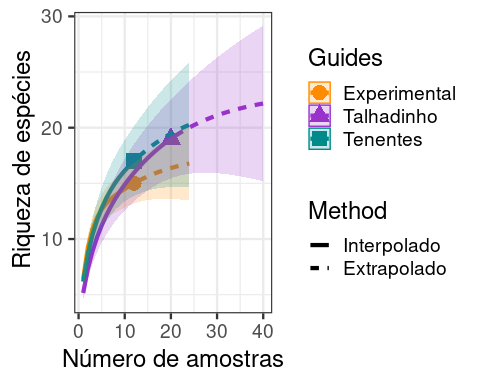 Riqueza de espécies
30
20
10
0
10
20
30
40
Número de amostras
Guides
Experimental
Talhadinho
Tenentes
Method
Interpolado
Extrapolado